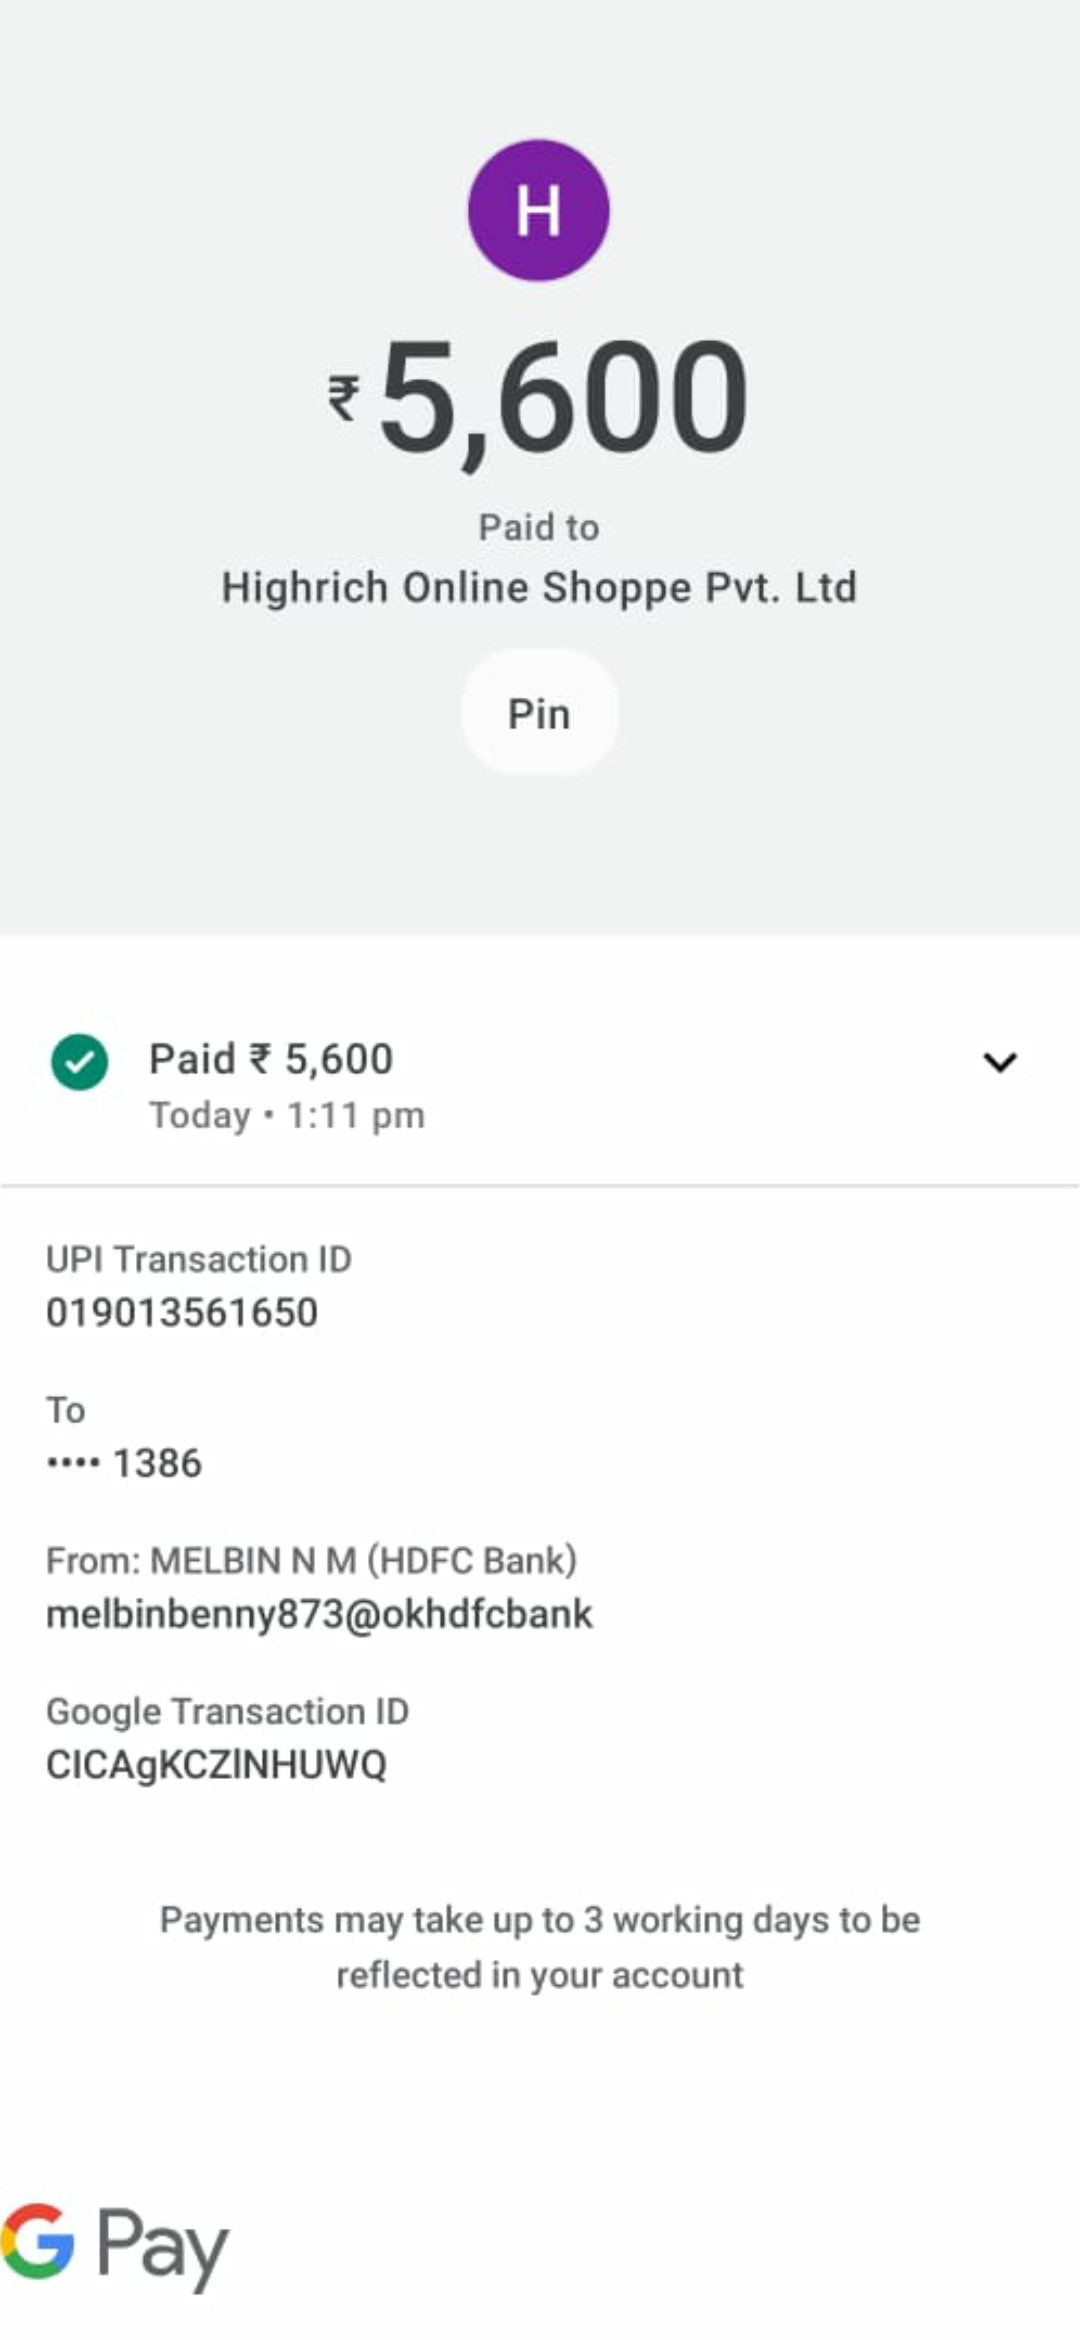 H
₹5,600
Paid to
Highrich Online Shoppe Pvt. Ltd
Pin
Paid ₹ 5,600
Today • 1:11 pm
UPI Transaction ID
019013561650
To
•••• 1386
From: MELBIN N M (HDFC Bank)
melbinbenny873@okhdfcbank
Google Transaction ID
CICAgKCZlNHUWQ
Payments may take up to 3 working days to be
reflected in your account
G Pay